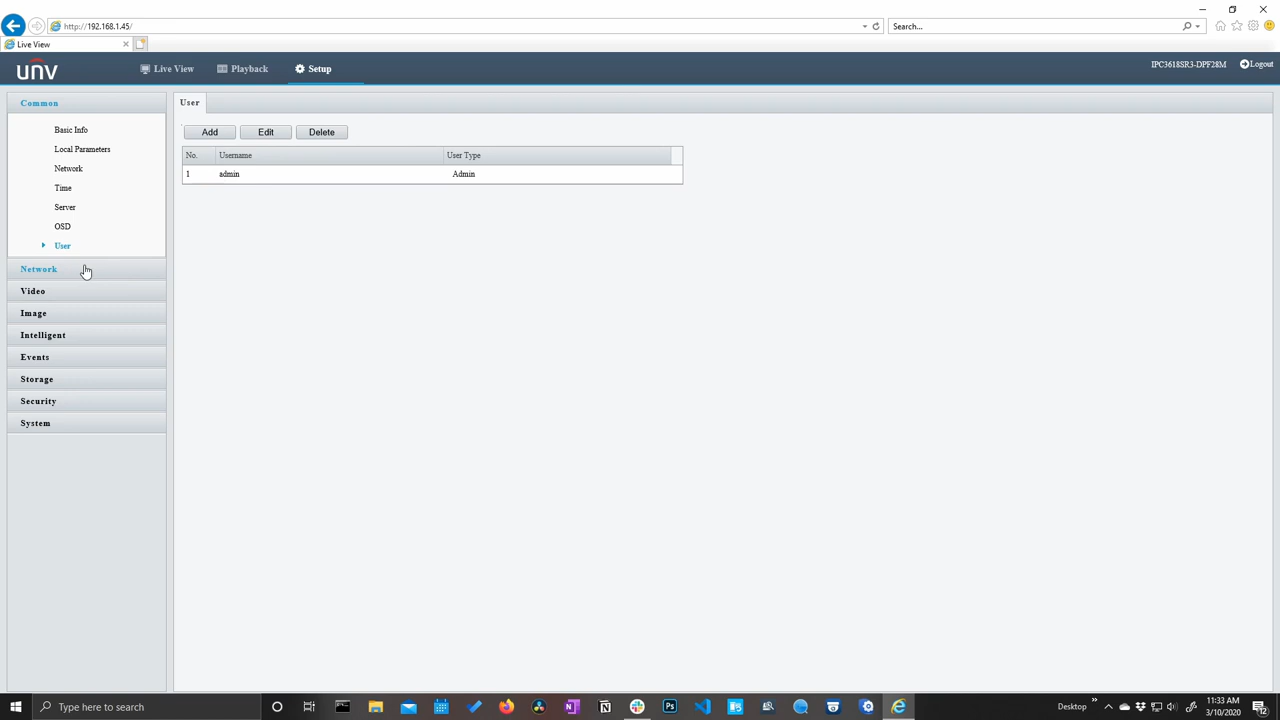 http://192.168.1.45/
Search...
Live View
unv
Live View
Playback
Setup
IPC3618SR3-DPF28M
Logout
Common
User
Basic Info
Local Parameters
Network
Time
Server
OSD
User
Network
Video
Image
Intelligent
Events
Storage
Security
System
Add
Edit
Delete
No. Username User Type
1 admin Admin
Type here to search
Desktop
11:33 AM
3/10/2020
12